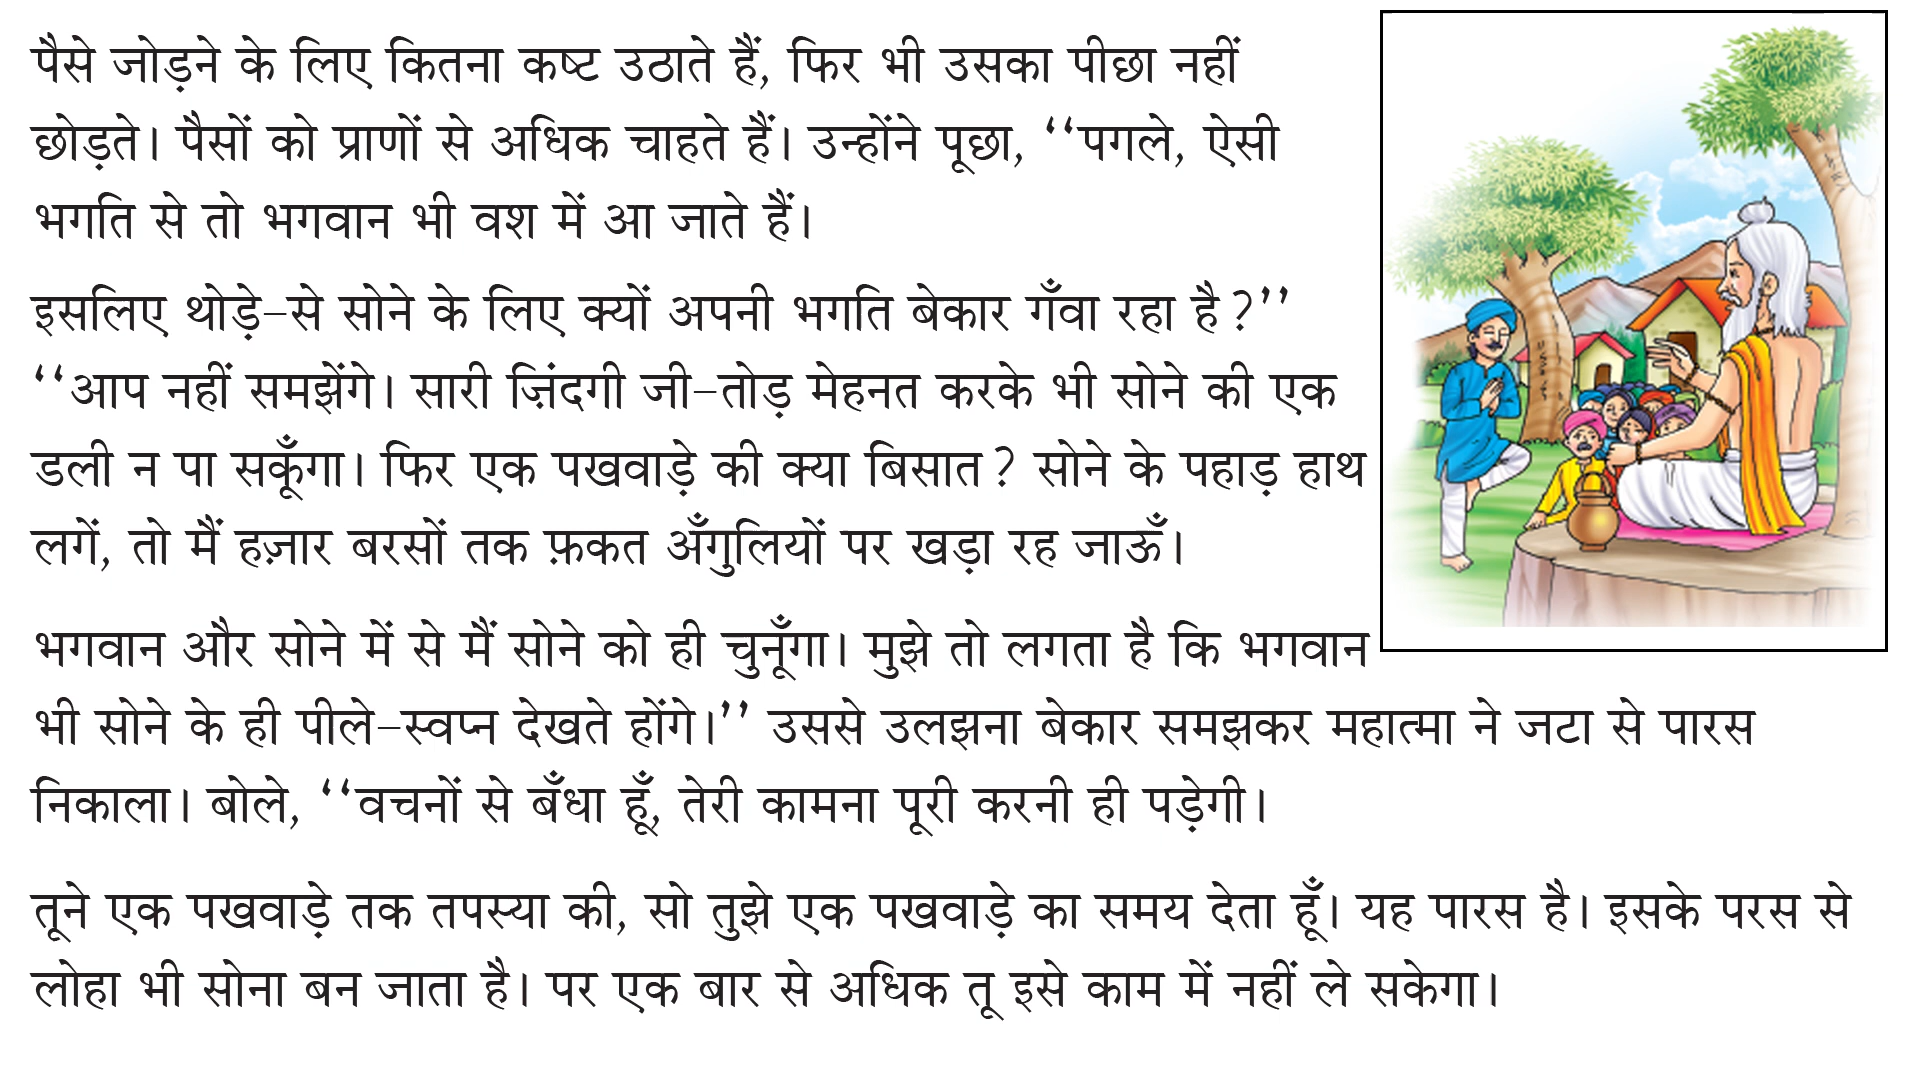 पैसे जोड़ने के लिए कितना कष्ट उठाते हैं, फिर भी उसका पीछा नहीं
छोड़ते। पैसों को प्राणों से अधिक चाहते हैं। उन्होंने पूछा, ‘‘पगले, ऐसी
भगति से तो भगवान भी वश में आ जाते हैं।
इसलिए थोड़े–से सोने के लिए क्यों अपनी भगति बेकार गँवा रहा है?’’
‘‘आप नहीं समझेंगे। सारी ज़िंदगी जी–तोड़ मेहनत करके भी सोने की एक
डली न पा सकूँगा। फिर एक पखवाड़े की क्या बिसात? सोने के पहाड़ हाथ
लगें, तो मैं हज़ार बरसों तक फ़कत अँगुलियों पर खड़ा रह जाऊँ।
भगवान और सोने में से मैं सोने को ही चुनूँगा। मुझे तो लगता है कि भगवान
भी सोने के ही पीले–स्वप्न देखते होंगे।’’ उससे उलझना बेकार समझकर महात्मा ने जटा से पारस
निकाला। बोले, ‘‘वचनों से बँधा हूँ, तेरी कामना पूरी करनी ही पड़ेगी।
तूने एक पखवाड़े तक तपस्या की, सो तुझे एक पखवाड़े का समय देता हूँ। यह पारस है। इसके परस से
लोहा भी सोना बन जाता है। पर एक बार से अधिक तू इसे काम में नहीं ले सकेगा।